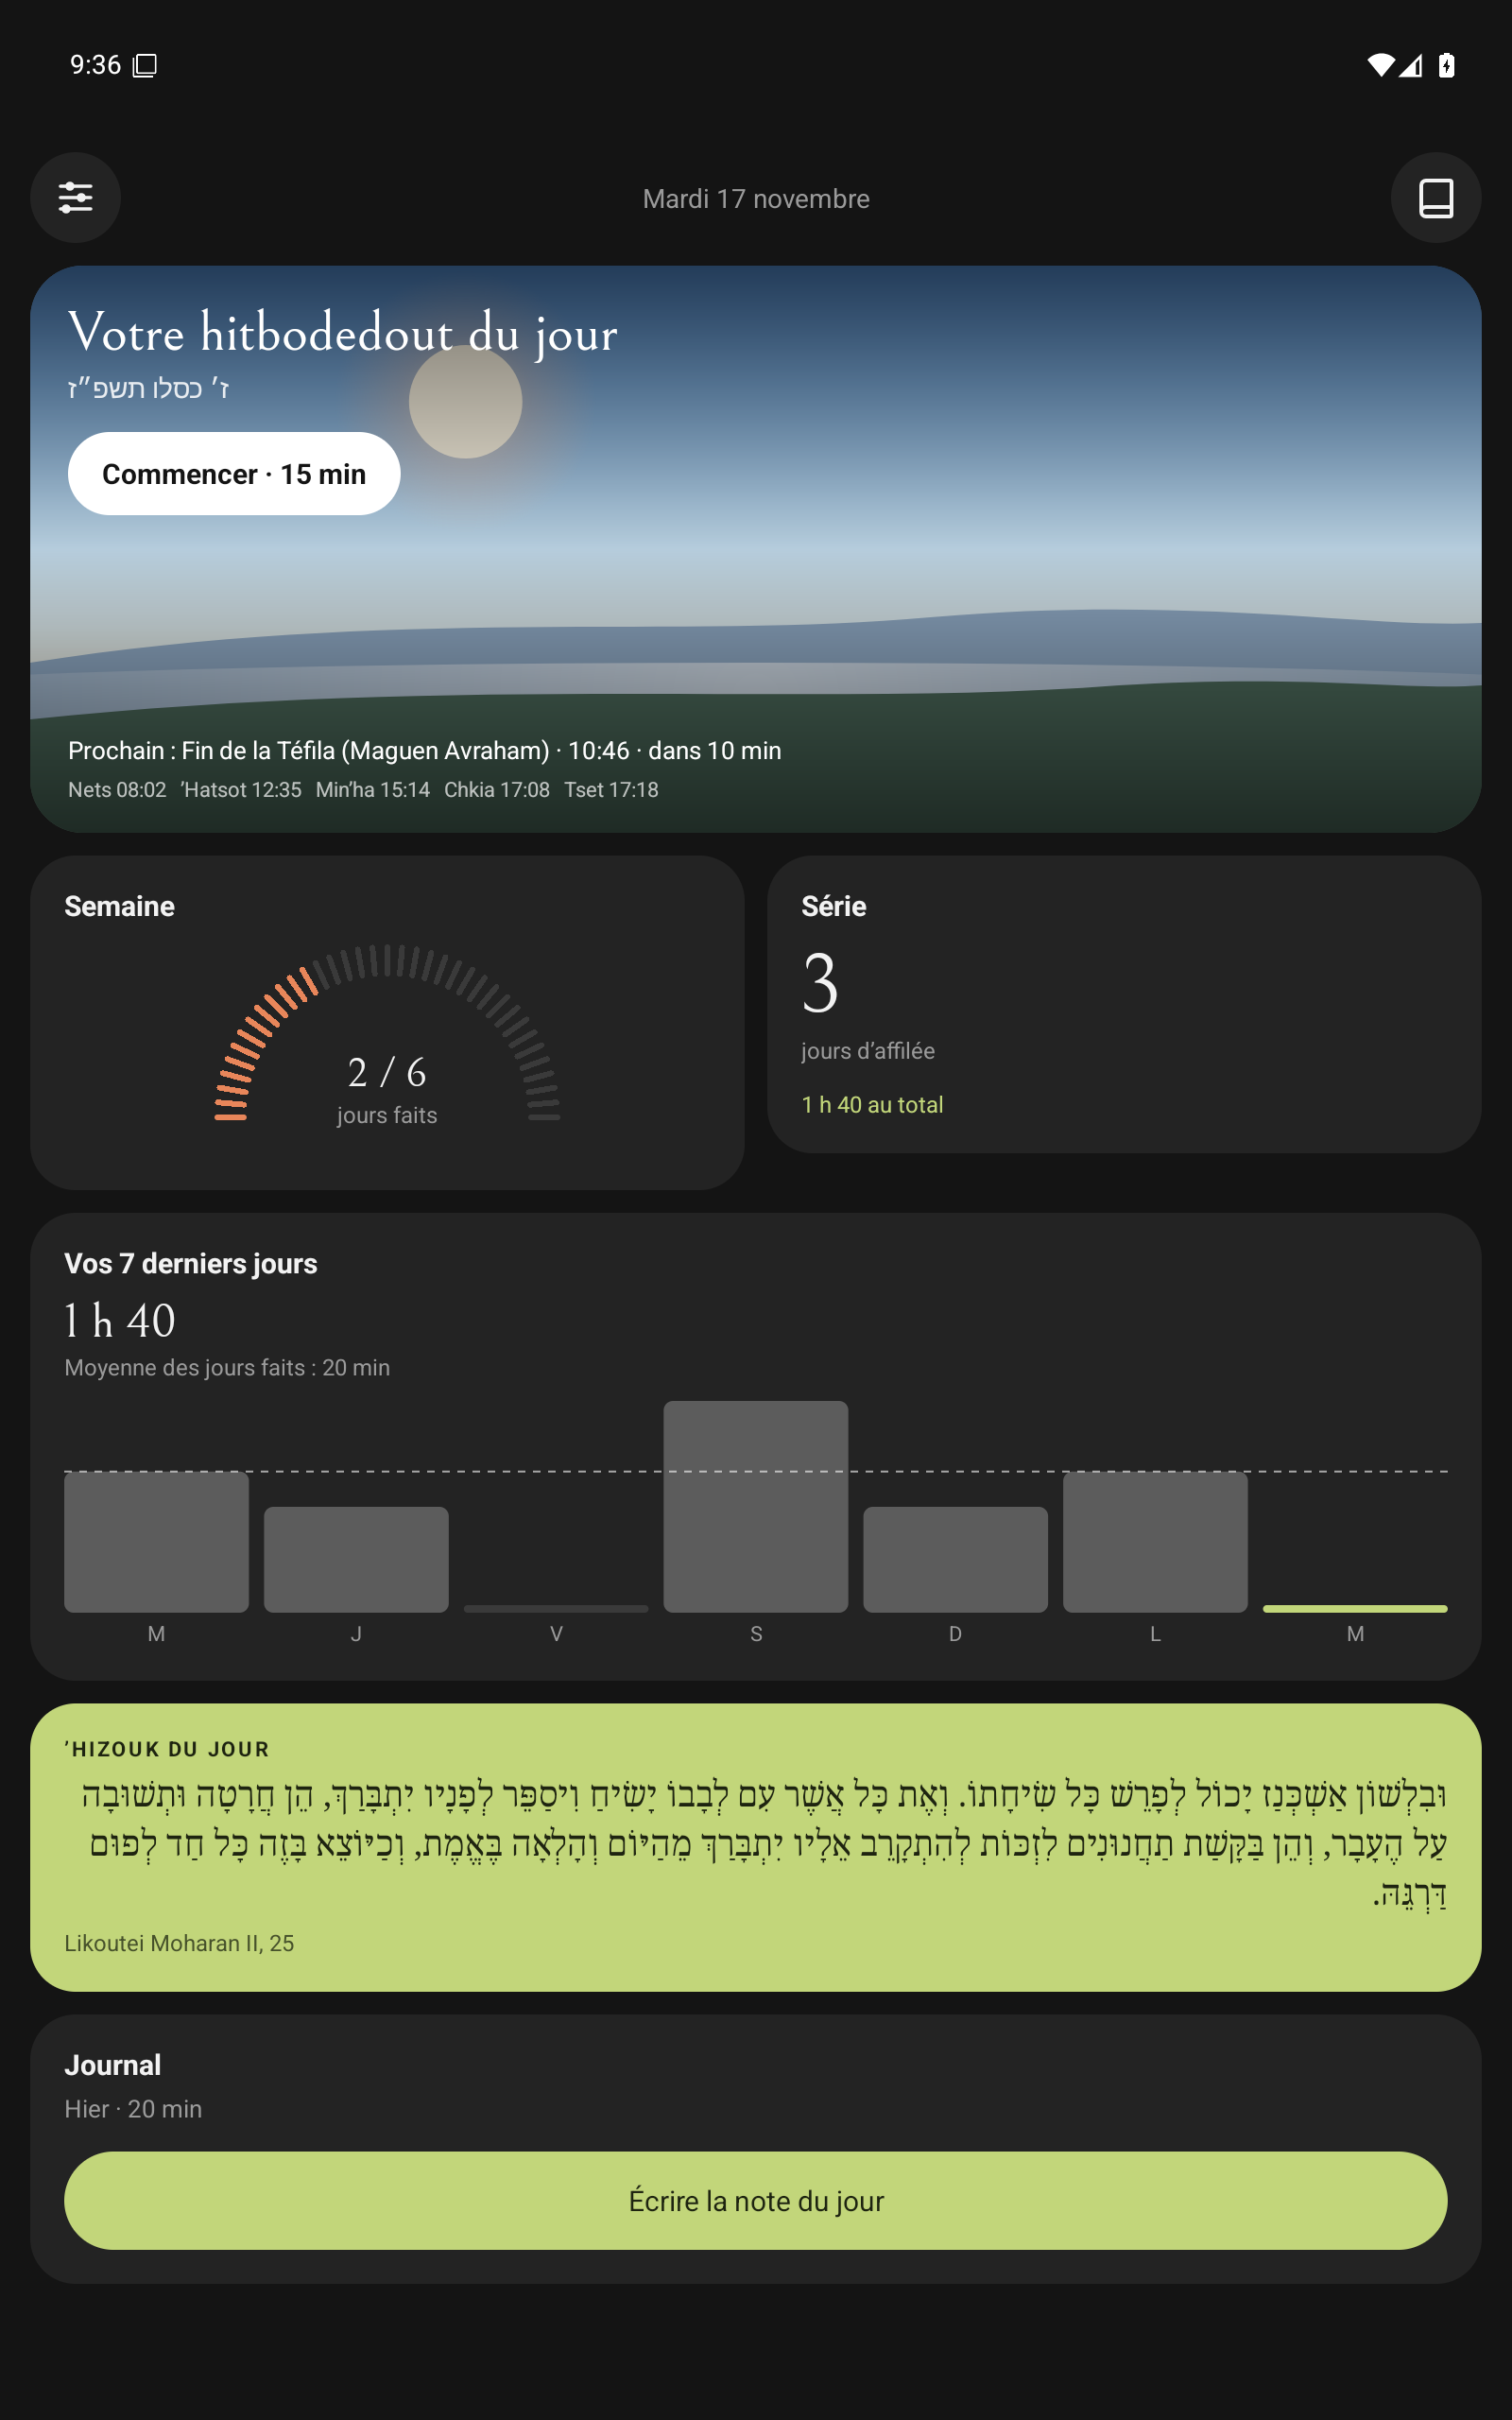 9:36
Mardi 17 novembre
Votre hitbodedout du jour
ז׳ כסלו תשפ״ז
Commencer · 15 min
Prochain : Fin de la Téfila (Maguen Avraham) · 10:46 · dans 10 min
Nets 08:02 ’Hatsot 12:35 Min’ha 15:14 Chkia 17:08 Tset 17:18
Semaine
2 / 6
jours faits
Série
3
jours d’affilée
1 h 40 au total
Vos 7 derniers jours
1 h 40
Moyenne des jours faits : 20 min
M J V S D L M
’HIZOUK DU JOUR
וּבִלְשׁוֹן אַשְׁכְּנַז יָכוֹל לְפָרֵשׁ כָּל שִׂיחָתוֹ. וְאֶת כָּל אֲשֶׁר עִם לְבָבוֹ יָשִׂיחַ וִיסַפֵּר לְפָנָיו יִתְבָּרַךְ, הֵן חֲרָטָה וּתְשׁוּבָה
עַל הֶעָבָר, וְהֵן בַּקָּשַׁת תַּחֲנוּנִים לִזְכּוֹת לְהִתְקָרֵב אֵלָיו יִתְבָּרַךְ מֵהַיּוֹם וְהָלְאָה בֶּאֱמֶת, וְכַיּוֹצֵא בָּזֶה כָּל חַד לְפוּם
דַּרְגֵּהּ.
Likoutei Moharan II, 25
Journal
Hier · 20 min
Écrire la note du jour